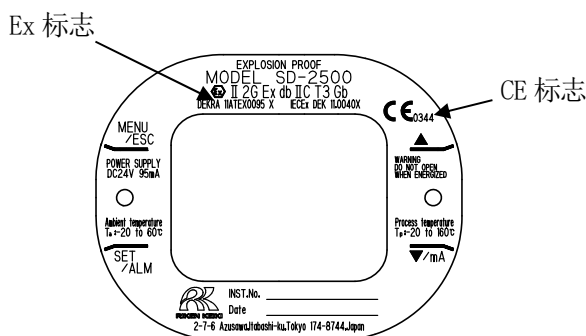 Ex 标志
EXPLOSION PROOF
MODEL SD-2500
Ex II 2G Ex db IIC T3 Gb
DEKRA 11ATEX0095 X IECEx DEK 11.0040X
CE 0344
CE 标志
MENU
/ESC
POWER SUPPLY
DC24V 95mA
Ambient temperature
Ta:-20 to 60℃
SET
/ALM
▲
WARNING
DO NOT OPEN
WHEN ENERGIZED
Process temperature
Tp:-20 to 160℃
▼/mA
RIKEN KEIKI
INST.No.
Date
2-7-6 Azusawa,Itabashi-ku,Tokyo 174-8744,Japan